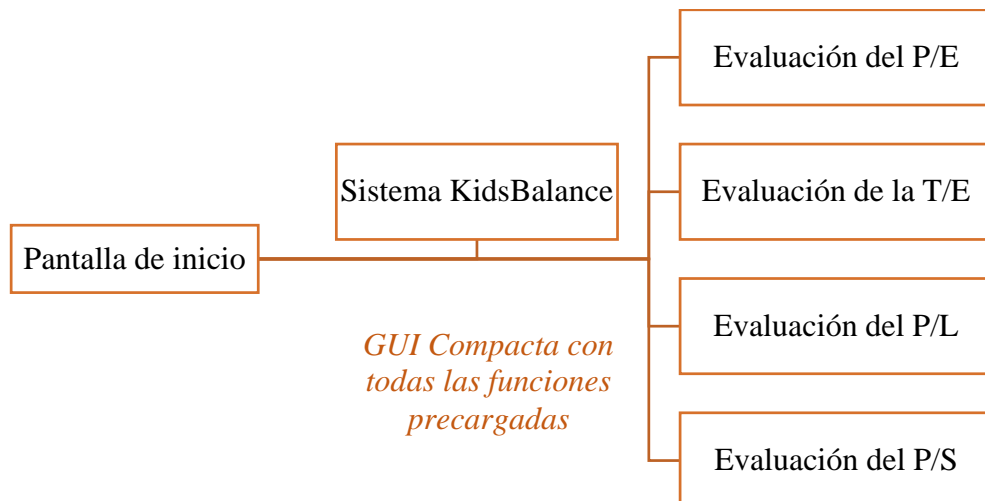 Pantalla de inicio
Sistema KidsBalance
GUI Compacta con
todas las funciones
precargadas
Evaluación del P/E
Evaluación de la T/E
Evaluación del P/L
Evaluación del P/S